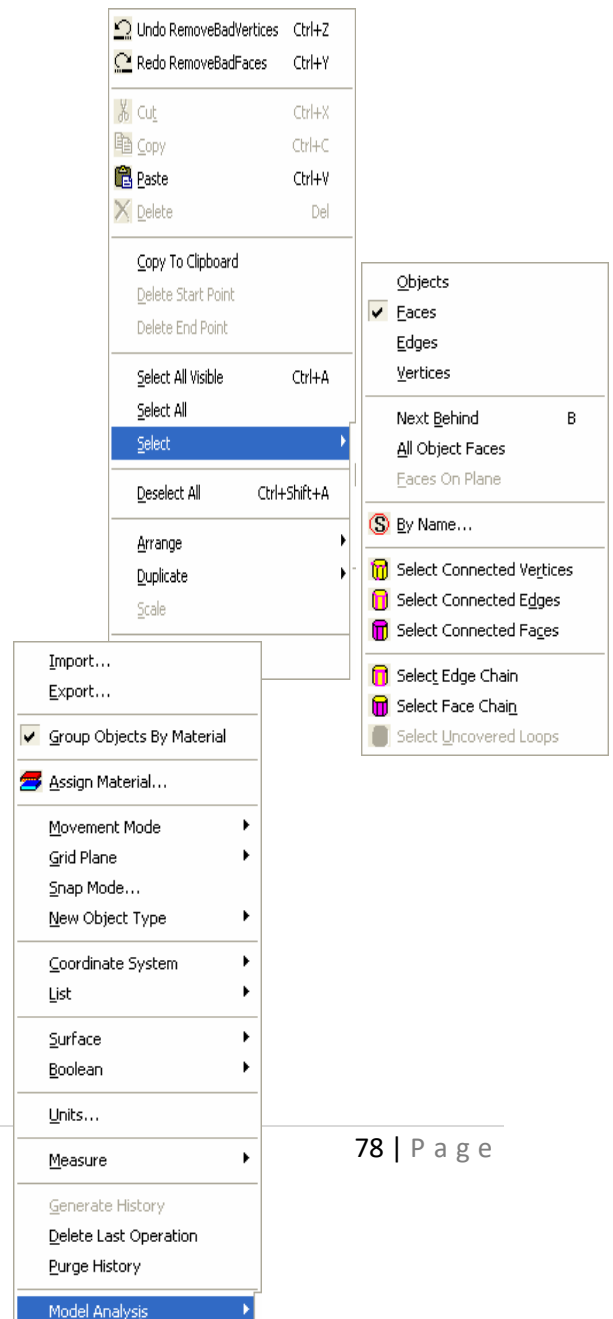 Undo RemoveBadVertices Ctrl+Z
Redo RemoveBadFaces Ctrl+Y
Cut Ctrl+X
Copy Ctrl+C
Paste Ctrl+V
Delete Del
Copy To Clipboard
Delete Start Point
Delete End Point
Select All Visible Ctrl+A
Select All
Select
Deselect All Ctrl+Shift+A
Arrange
Duplicate
Scale
Objects
Faces
Edges
Vertices
Next Behind B
All Object Faces
Faces On Plane
S By Name...
Select Connected Vertices
Select Connected Edges
Select Connected Faces
Select Edge Chain
Select Face Chain
Select Uncovered Loops
Import...
Export...
Group Objects By Material
Assign Material...
Movement Mode
Grid Plane
Snap Mode...
New Object Type
Coordinate System
List
Surface
Boolean
Units...
Measure
Generate History
Delete Last Operation
Purge History
Model Analysis
78 | P a g e